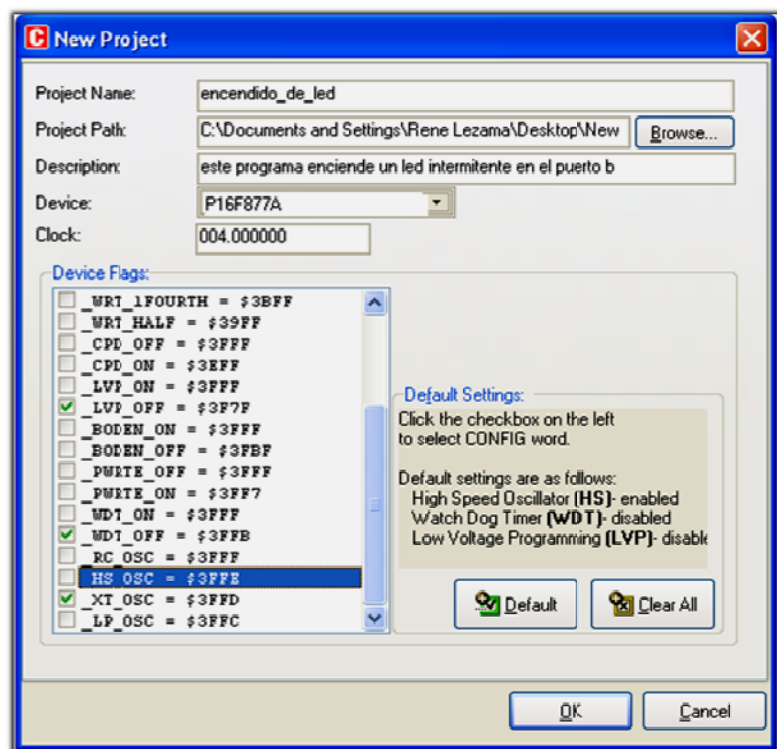 C New Project
Project Name: encendido_de_led
Project Path: C:\Documents and Settings\Rene Lezama\Desktop\New Browse...
Description: este programa enciende un led intermitente en el puerto b
Device: P16F877A
Clock: 004.000000
Device Flags:
_WRT_1FOURTH = $3BFF
_WRT_HALF = $39FF
_CPD_OFF = $3FFF
_CPD_ON = $3EFF
_LVP_ON = $3FFF
_LVP_OFF = $3F7F
_BODEN_ON = $3FFF
_BODEN_OFF = $3FBF
_PWRTE_OFF = $3FFF
_PWRTE_ON = $3FF7
_WDT_ON = $3FFF
_WDT_OFF = $3FFB
_RC_OSC = $3FFF
_HS_OSC = $3FFE
_XT_OSC = $3FFD
_LP_OSC = $3FFC
Default Settings:
Click the checkbox on the left
to select CONFIG word.
Default settings are as follows:
High Speed Oscillator (HS)- enabled
Watch Dog Timer (WDT)- disabled
Low Voltage Programming (LVP)- disable
Default Clear All
OK Cancel